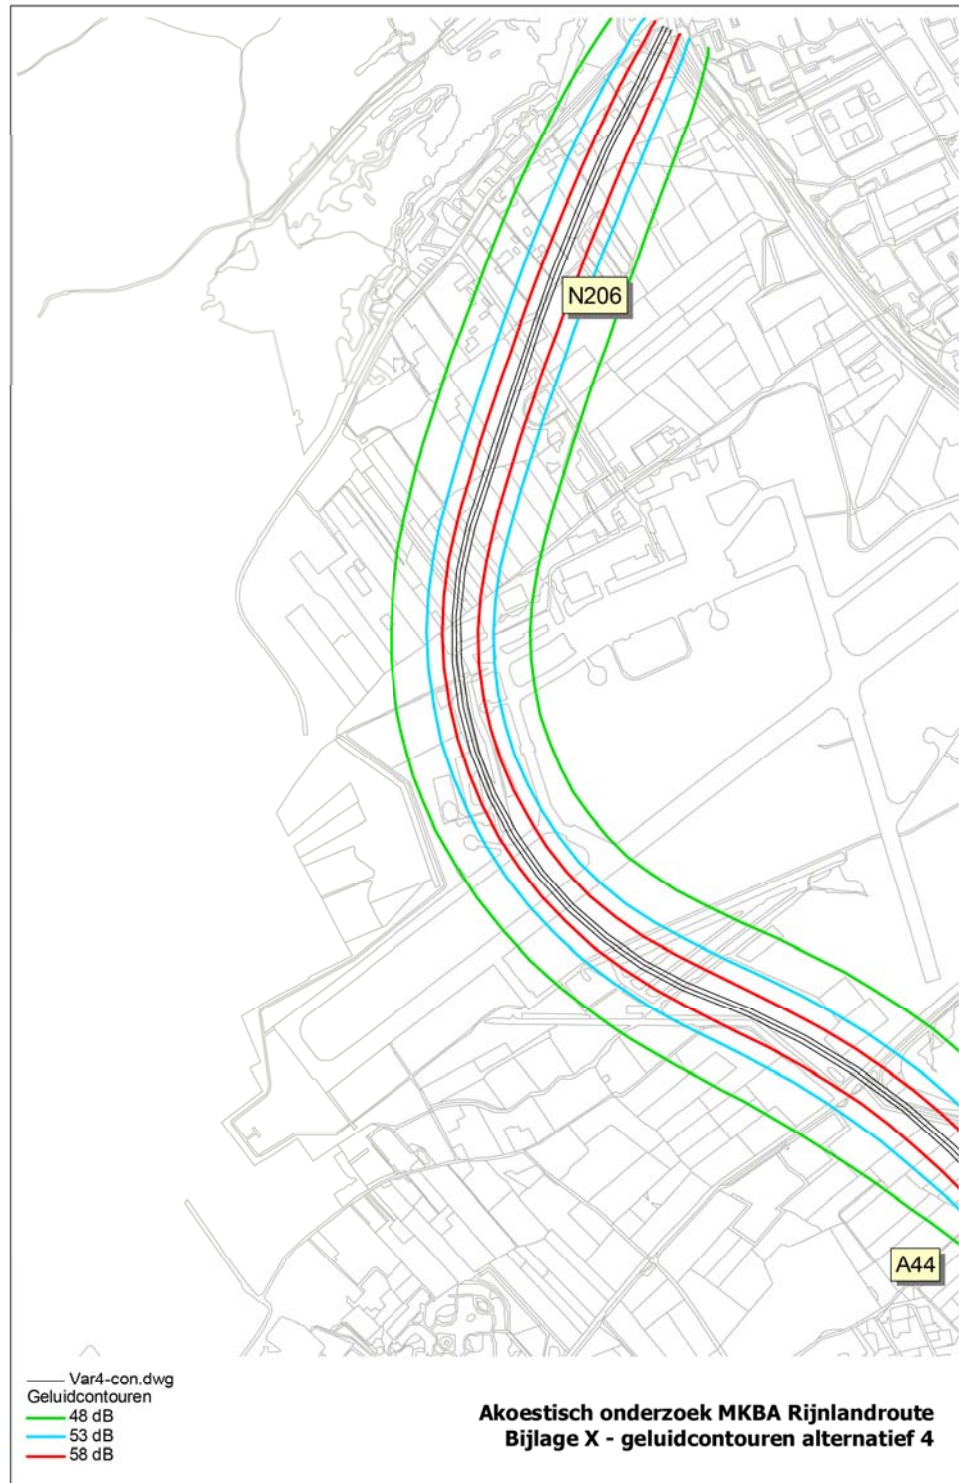 N206
A44
Var4-con.dwg
Geluidcontouren
48 dB
53 dB
58 dB
Akoestisch onderzoek MKBA Rijnlandroute
Bijlage X - geluidcontouren alternatief 4